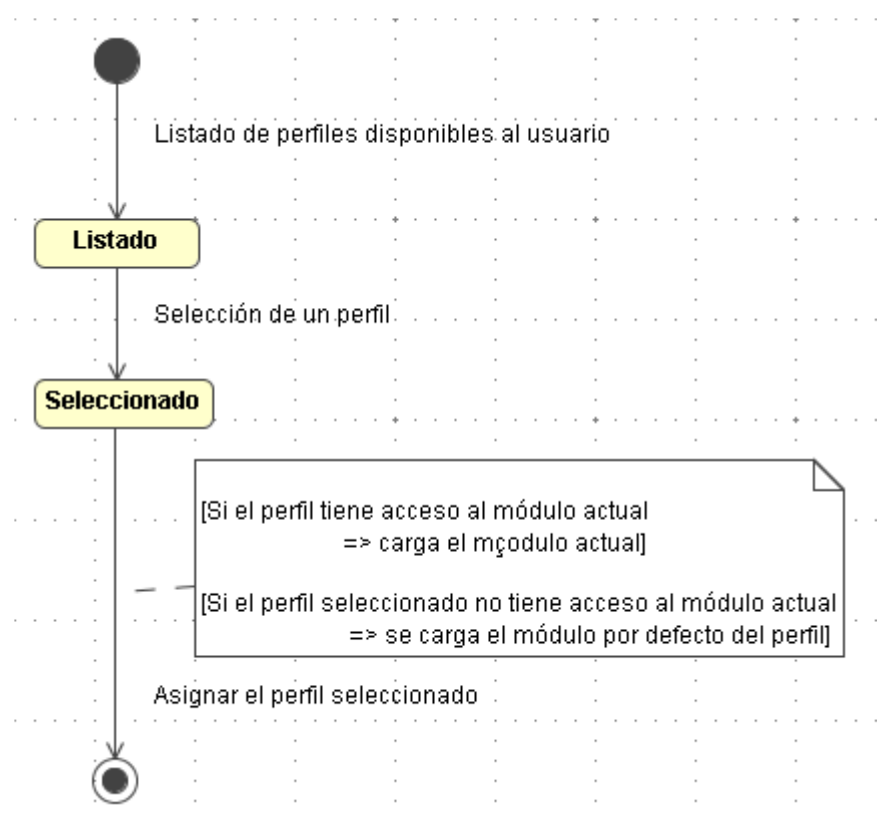 Listado de perfiles disponibles al usuario
Listado
Selección de un perfil
Seleccionado
[Si el perfil tiene acceso al módulo actual
=> carga el mçodulo actual]
[Si el perfil seleccionado no tiene acceso al módulo actual
=> se carga el módulo por defecto del perfil]
Asignar el perfil seleccionado